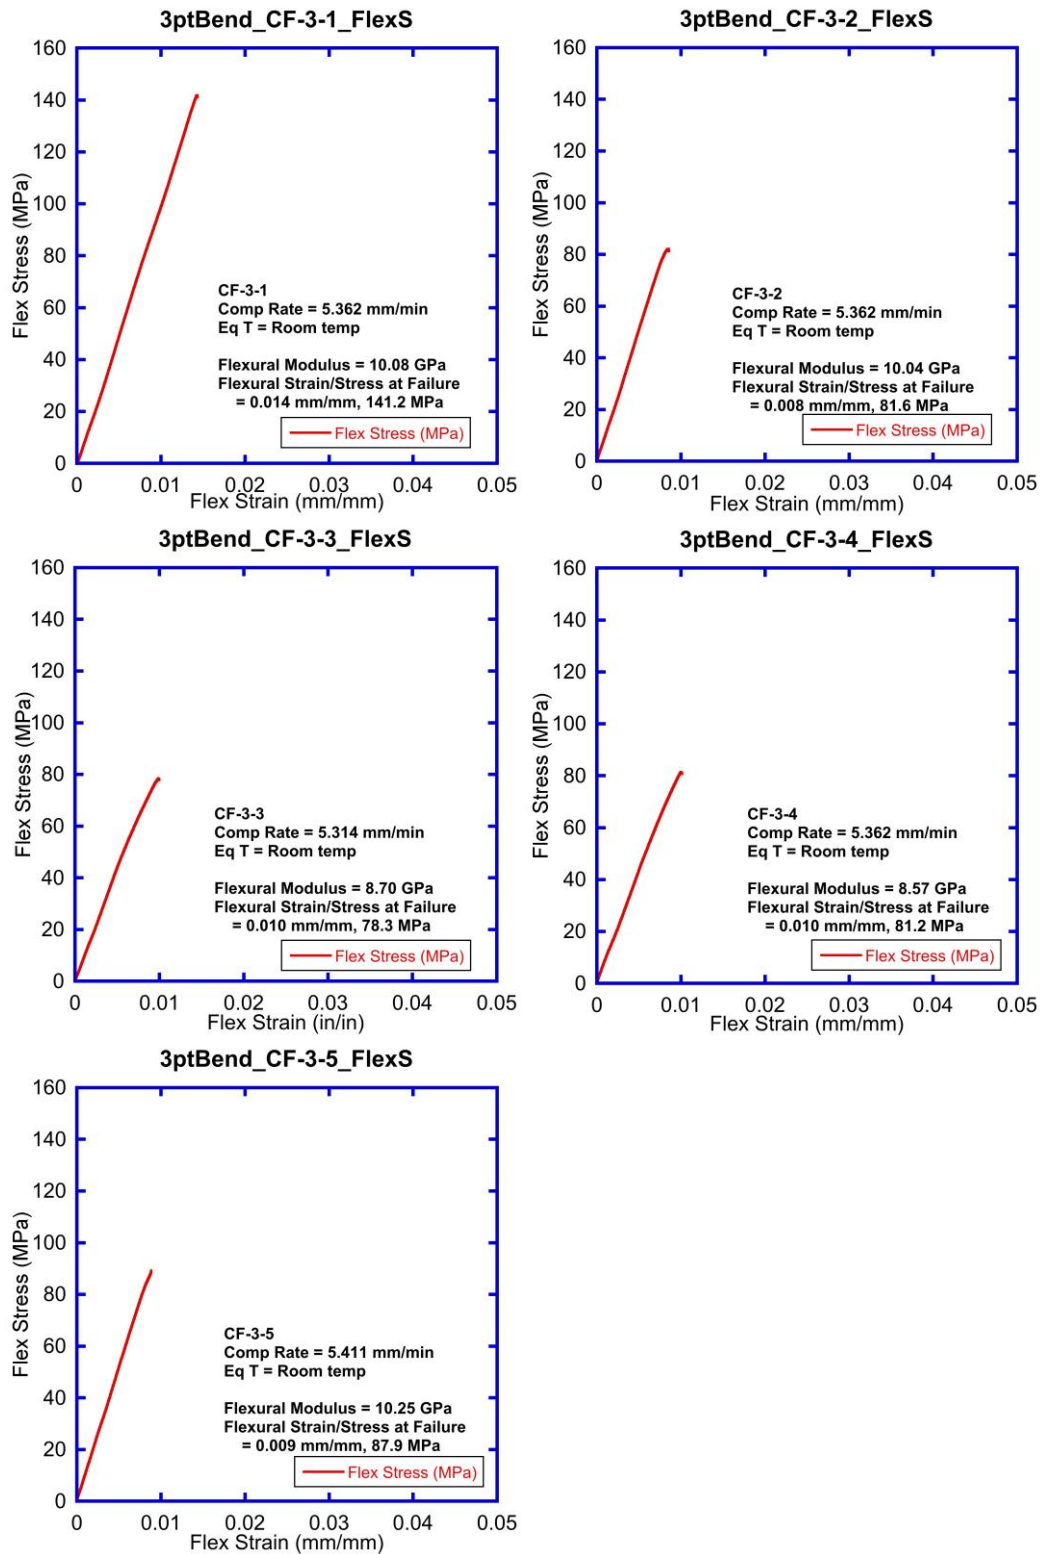 3ptBend_CF-3-1_FlexS
160
140
120
100
80
60
40
20
0
Flex Stress (MPa)
CF-3-1
Comp Rate = 5.362 mm/min
Eq T = Room temp
Flexural Modulus = 10.08 GPa
Flexural Strain/Stress at Failure
= 0.014 mm/mm, 141.2 MPa
Flex Stress (MPa)
0 0.01 0.02 0.03 0.04 0.05
Flex Strain (mm/mm)
3ptBend_CF-3-2_FlexS
160
140
120
100
80
60
40
20
0
Flex Stress (MPa)
CF-3-2
Comp Rate = 5.362 mm/min
Eq T = Room temp
Flexural Modulus = 10.04 GPa
Flexural Strain/Stress at Failure
= 0.008 mm/mm, 81.6 MPa
Flex Stress (MPa)
0 0.01 0.02 0.03 0.04 0.05
Flex Strain (mm/mm)
3ptBend_CF-3-3_FlexS
160
140
120
100
80
60
40
20
0
Flex Stress (MPa)
CF-3-3
Comp Rate = 5.314 mm/min
Eq T = Room temp
Flexural Modulus = 8.70 GPa
Flexural Strain/Stress at Failure
= 0.010 mm/mm, 78.3 MPa
Flex Stress (MPa)
0 0.01 0.02 0.03 0.04 0.05
Flex Strain (in/in)
3ptBend_CF-3-4_FlexS
160
140
120
100
80
60
40
20
0
Flex Stress (MPa)
CF-3-4
Comp Rate = 5.362 mm/min
Eq T = Room temp
Flexural Modulus = 8.57 GPa
Flexural Strain/Stress at Failure
= 0.010 mm/mm, 81.2 MPa
Flex Stress (MPa)
0 0.01 0.02 0.03 0.04 0.05
Flex Strain (mm/mm)
3ptBend_CF-3-5_FlexS
160
140
120
100
80
60
40
20
0
Flex Stress (MPa)
CF-3-5
Comp Rate = 5.411 mm/min
Eq T = Room temp
Flexural Modulus = 10.25 GPa
Flexural Strain/Stress at Failure
= 0.009 mm/mm, 87.9 MPa
Flex Stress (MPa)
0 0.01 0.02 0.03 0.04 0.05
Flex Strain (mm/mm)